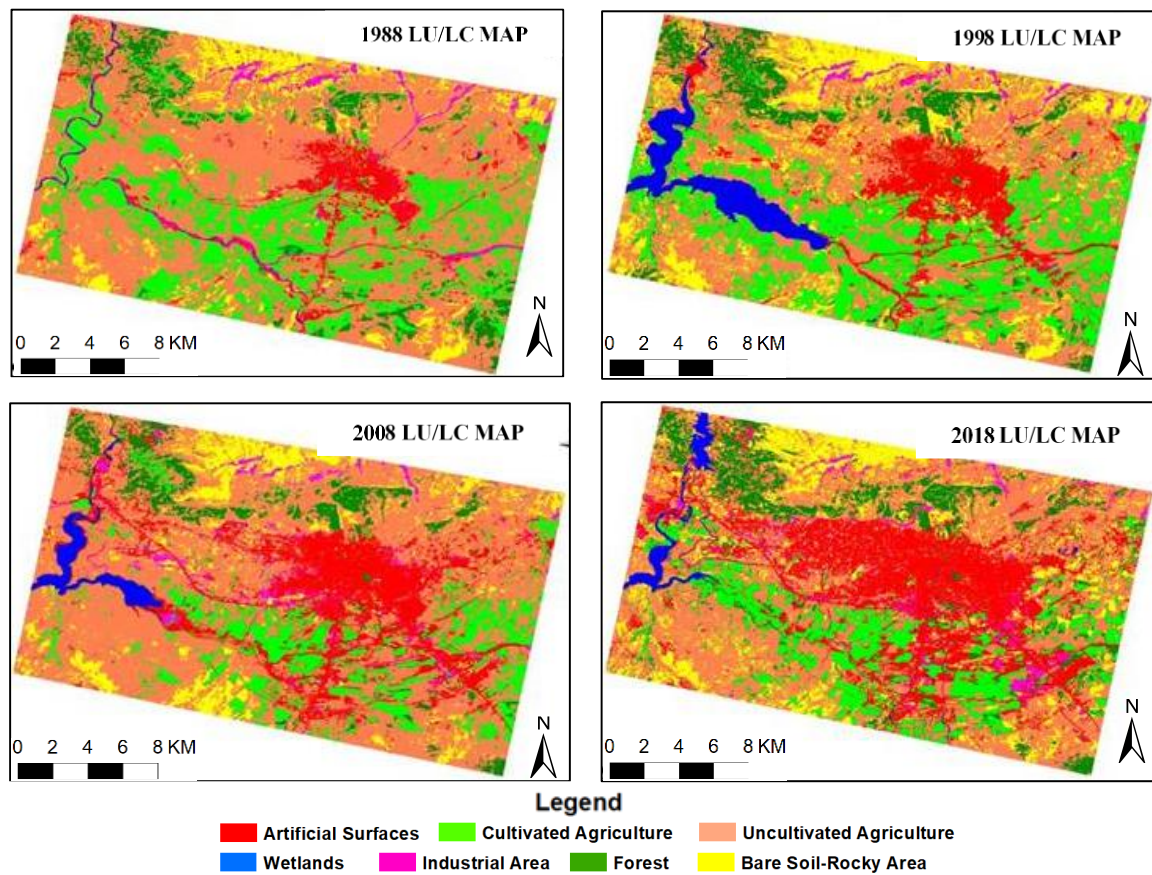 1988 LU/LC MAP
1998 LU/LC MAP
N
0 2 4 6 8 KM
N
0 2 4 6 8 KM
2008 LU/LC MAP
2018 LU/LC MAP
N
0 2 4 6 8 KM
N
0 2 4 6 8 KM
Legend
Artificial Surfaces Cultivated Agriculture Uncultivated Agriculture
Wetlands Industrial Area Forest Bare Soil-Rocky Area